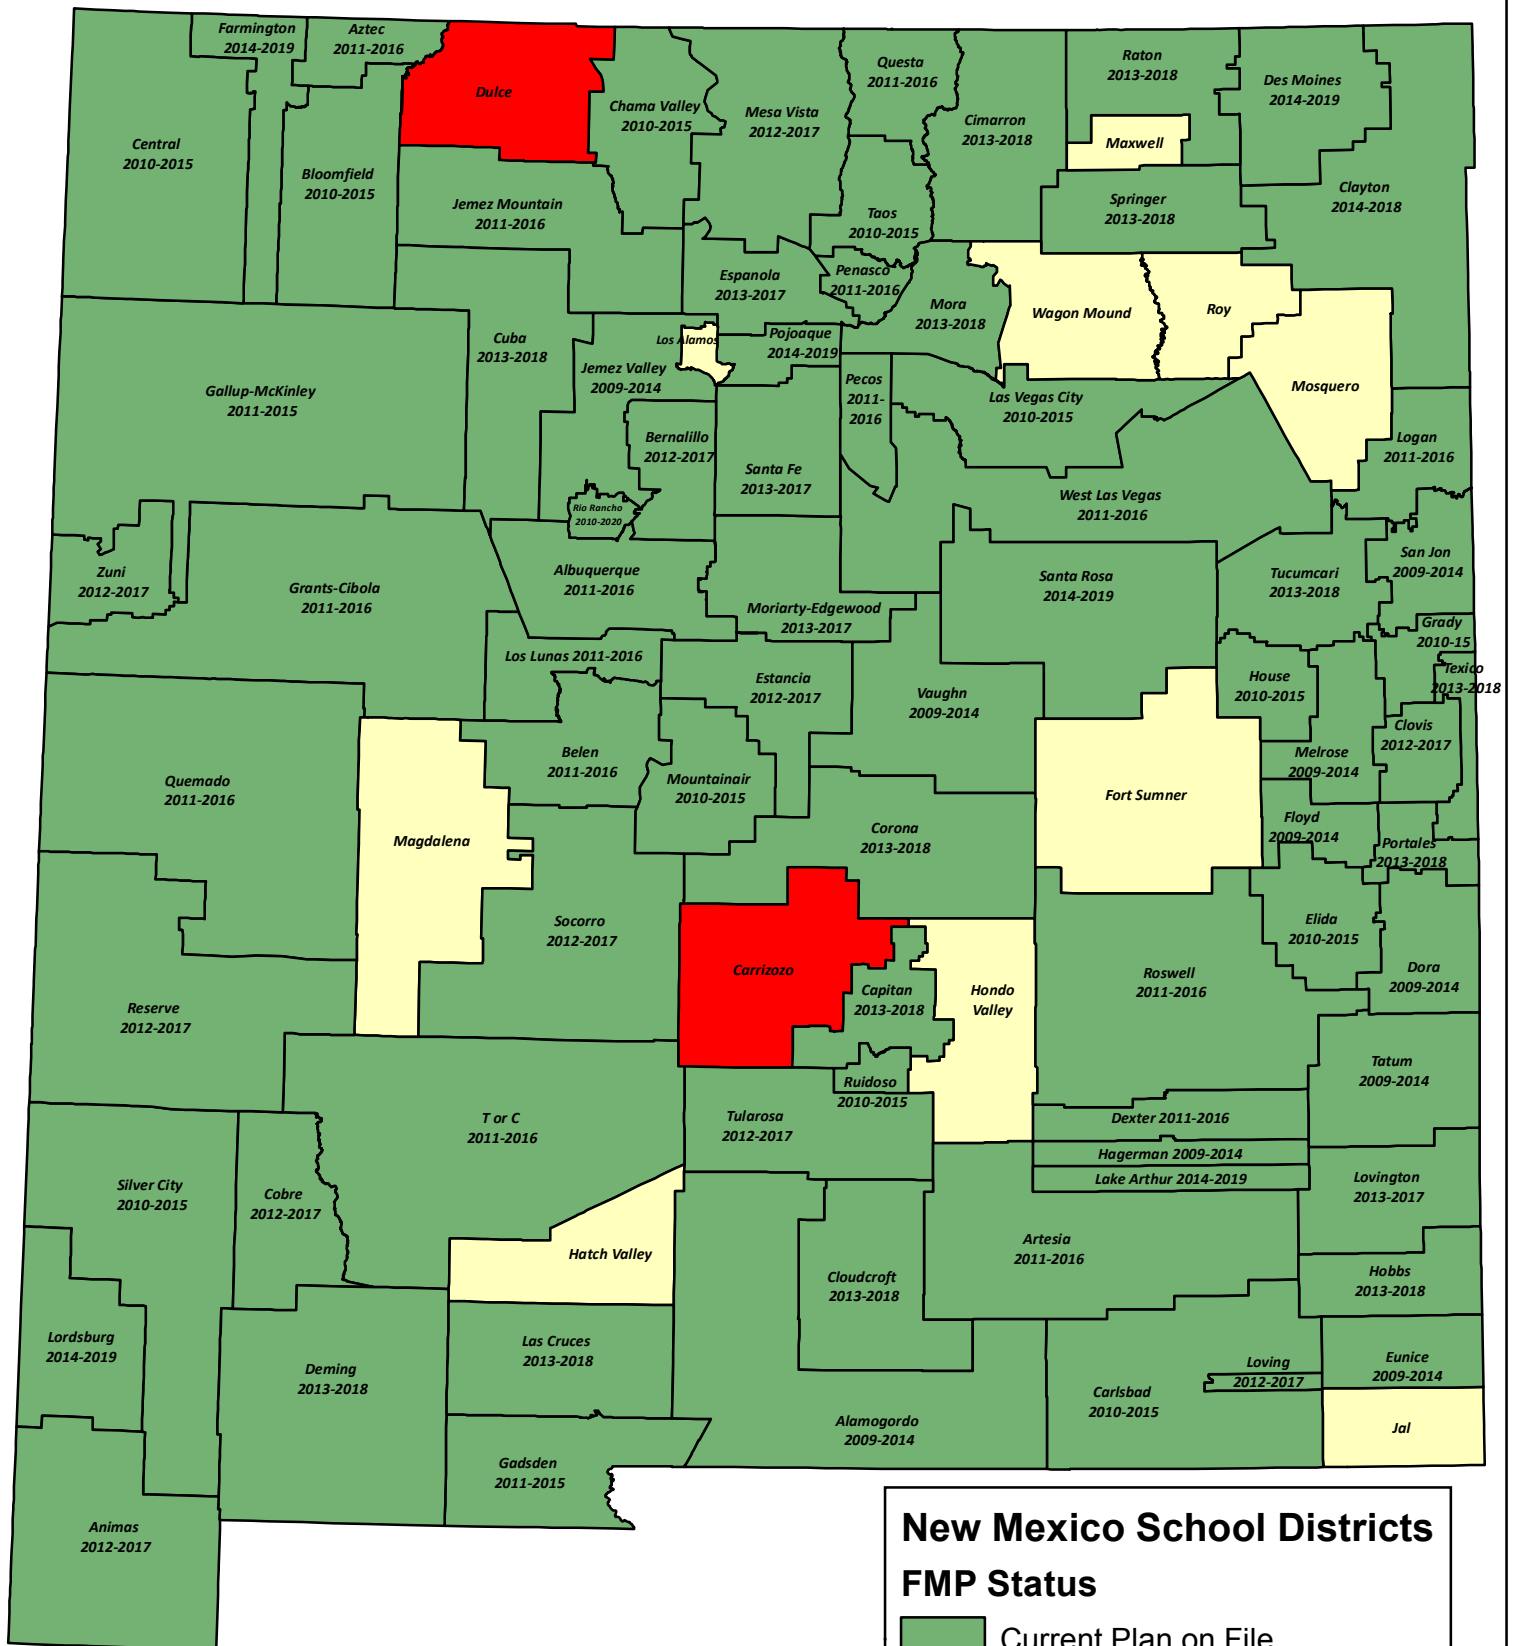 Farmington
2014-2019
Aztec
2011-2016
Dulce
Chama Valley
2010-2015
Mesa Vista
2012-2017
Questa
2011-2016
Cimarron
2013-2018
Raton
2013-2018
Des Moines
2014-2019
Maxwell
Central
2010-2015
Bloomfield
2010-2015
Jemez Mountain
2011-2016
Taos
2010-2015
Springer
2013-2018
Clayton
2014-2018
Espanola
2013-2017
Penasco
2011-2016
Mora
2013-2018
Wagon Mound
Roy
Cuba
2013-2018
Los Alamos
Pojoaque
2014-2019
Jemez Valley
2009-2014
Gallup-McKinley
2011-2015
Pecos
2011-
2016
Las Vegas City
2010-2015
Mosquero
Bernalillo
2012-2017
Santa Fe
2013-2017
Logan
2011-2016
West Las Vegas
2011-2016
Rio Rancho
2010-2020
Zuni
2012-2017
Grants-Cibola
2011-2016
Albuquerque
2011-2016
Moriarty-Edgewood
2013-2017
Santa Rosa
2014-2019
Tucumcari
2013-2018
San Jon
2009-2014
Grady
2010-15
Los Lunas 2011-2016
Estancia
2012-2017
Vaughn
2009-2014
House
2010-2015
Texico
2013-2018
Clovis
2012-2017
Melrose
2009-2014
Quemado
2011-2016
Belen
2011-2016
Mountainair
2010-2015
Fort Sumner
Magdalena
Corona
2013-2018
Floyd
2009-2014
Portales
2013-2018
Socorro
2012-2017
Elida
2010-2015
Carrizozo
Capitan
2013-2018
Hondo
Valley
Roswell
2011-2016
Dora
2009-2014
Reserve
2012-2017
Ruidoso
2010-2015
Tatum
2009-2014
T or C
2011-2016
Tularosa
2012-2017
Dexter 2011-2016
Hagerman 2009-2014
Lake Arthur 2014-2019
Silver City
2010-2015
Cobre
2012-2017
Lovington
2013-2017
Hatch Valley
Artesia
2011-2016
Cloudcroft
2013-2018
Hobbs
2013-2018
Lordsburg
2014-2019
Deming
2013-2018
Las Cruces
2013-2018
Loving
2012-2017
Eunice
2009-2014
Carlsbad
2010-2015
Alamogordo
2009-2014
Jal
Gadsden
2011-2015
Animas
2012-2017
New Mexico School Districts
FMP Status
Current Plan on File